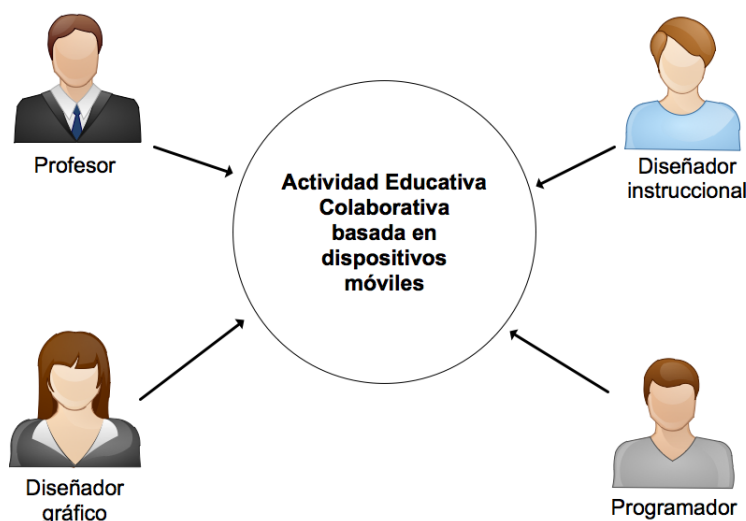 Profesor
Diseñador
instruccional
Actividad Educativa
Colaborativa
basada en
dispositivos
móviles
Diseñador
gráfico
Programador